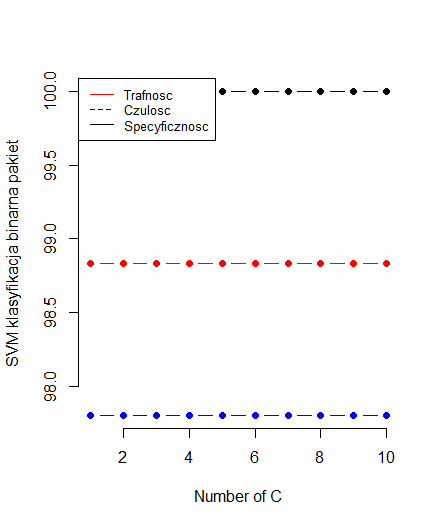 100.0
99.5
99.0
98.5
98.0
SVM klasyfikacja binarna pakiet
Trafnosc
Czulosc
Specyficznosc
2 4 6 8 10
Number of C